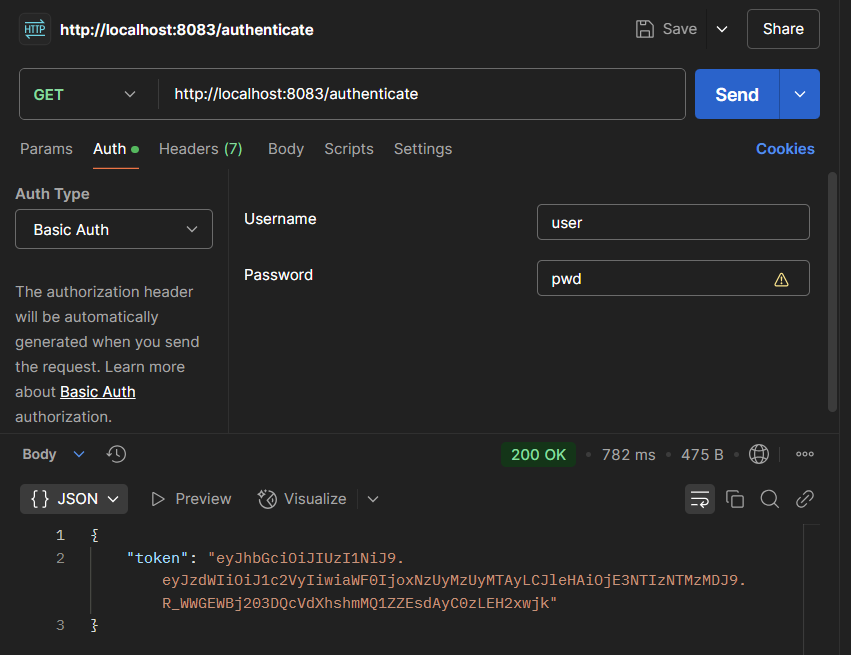 HTTP http://localhost:8083/authenticate Save Share
GET http://localhost:8083/authenticate Send
Params Auth Headers (7) Body Scripts Settings Cookies
Auth Type
Basic Auth
Username user
Password pwd
The authorization header
will be automatically
generated when you send
the request. Learn more
about Basic Auth
authorization.
Body 200 OK 782 ms 475 B
{} JSON Preview Visualize
1 {
2 "token": "eyJhbGciOiJIUzI1NiJ9.
eyJzdWIiOiJ1c2VyIiwiaWF0IjoxNzUyMzUyMTAyLCJleHAiOjE3NTIzNTMzMDJ9.
R_WWGEWBj203DQcVdXhshmMQ1ZZEsdAyC0zLEH2xwjk"
3 }